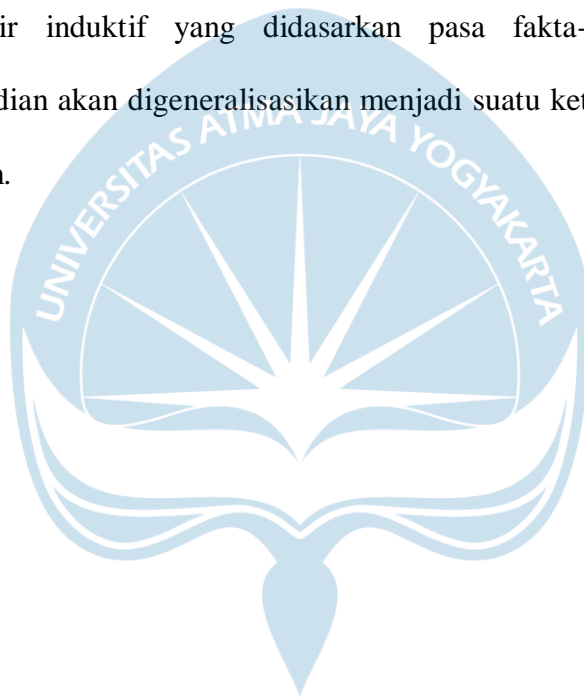 ir induktif yang didasarkan pasa fakta-
dian akan digeneralisasikan menjadi suatu ket
.
UNIVERSITAS ATMA JAYA YOGYAKARTA